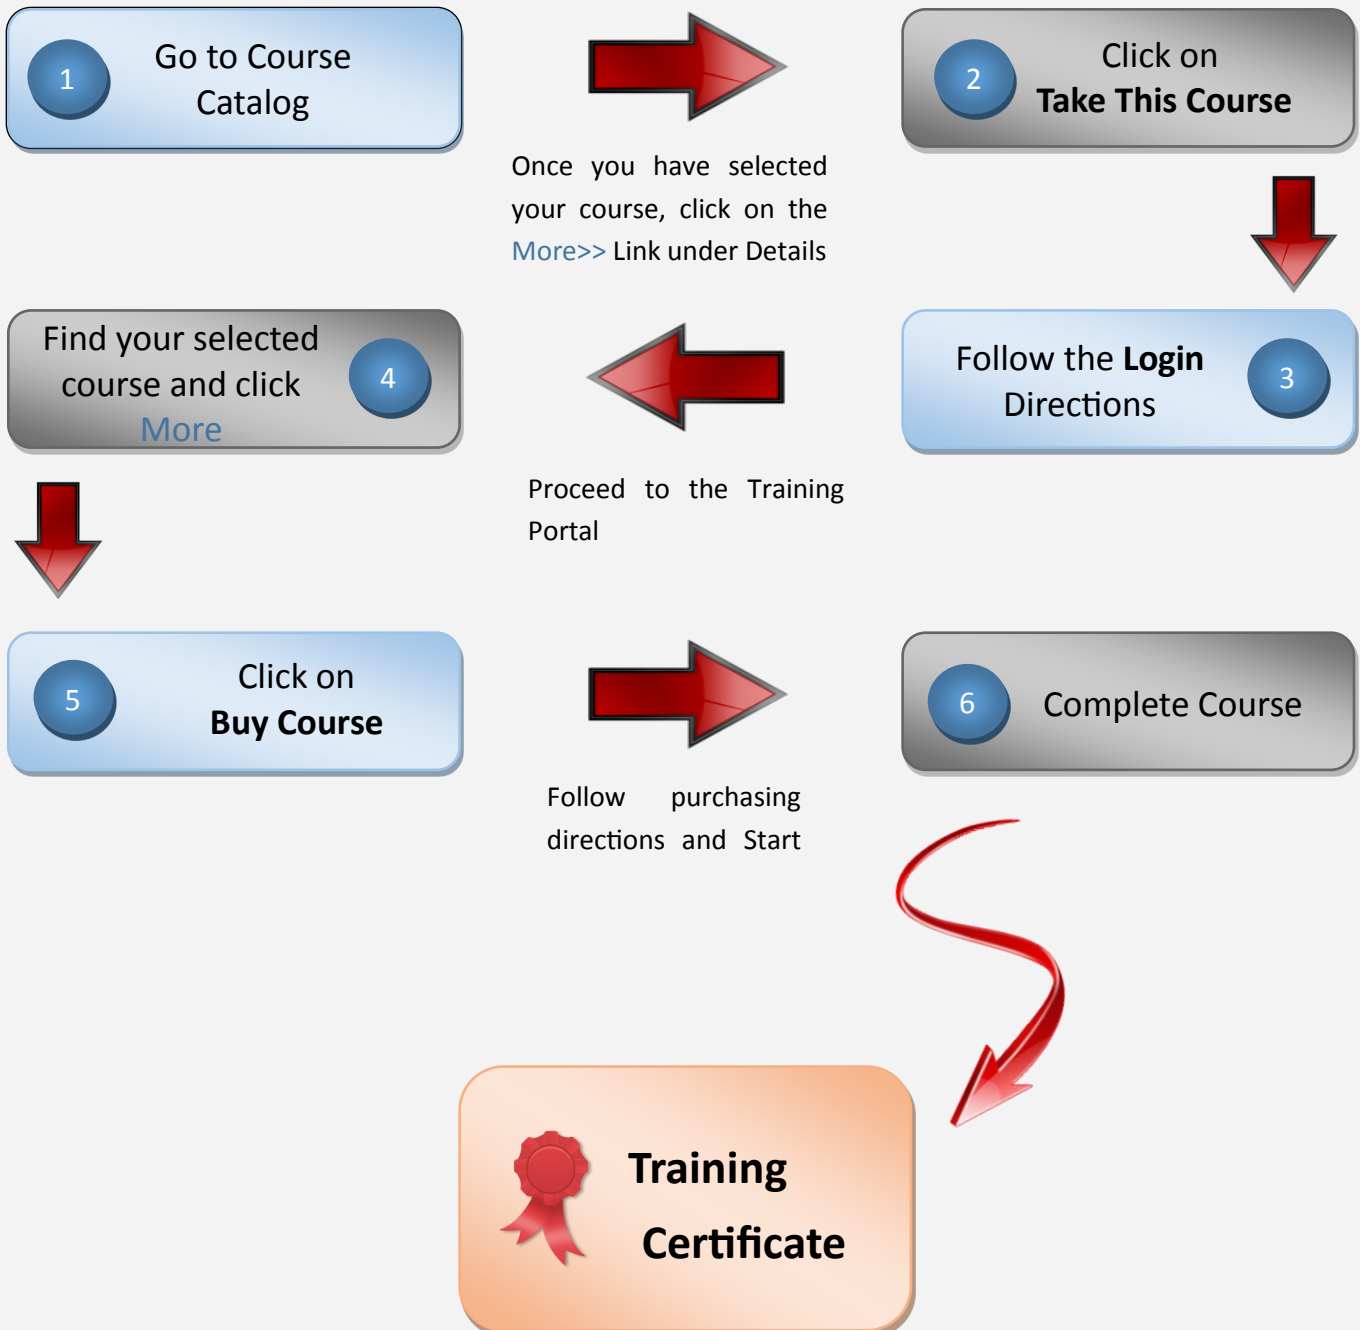 1
Go to Course
Catalog
Once you have selected
your course, click on the
More>> Link under Details
2
Click on
Take This Course
Follow the Login
Directions
3
Proceed to the Training
Portal
Find your selected
course and click
More
4
5
Click on
Buy Course
Follow purchasing
directions and Start
6
Complete Course
Training
Certificate